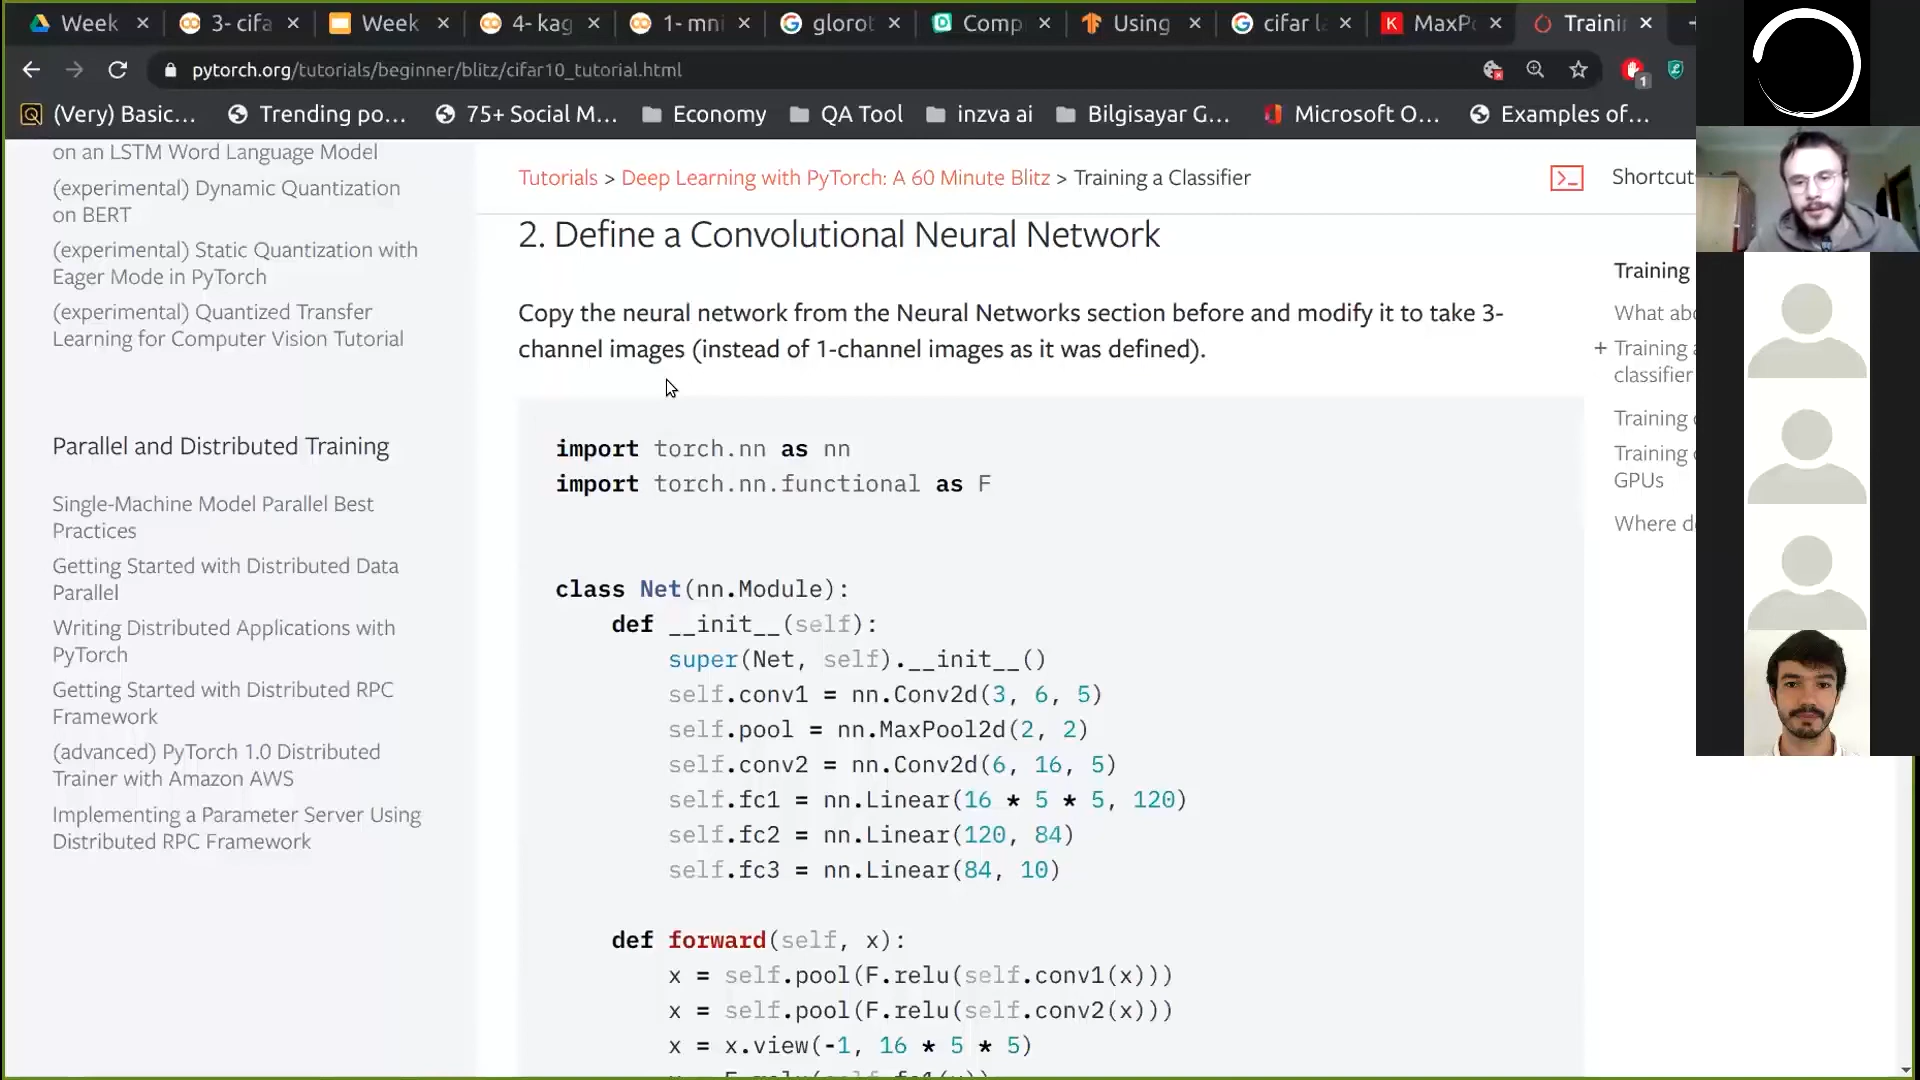 Week
3- cifa
Week
4- kag
1- mni
glorot
Comp
Using
cifar l
MaxPo
Trainin
pytorch.org/tutorials/beginner/blitz/cifar10_tutorial.html
1
(Very) Basic...
Trending po...
75+ Social M...
Economy
QA Tool
inzva ai
Bilgisayar G...
Microsoft O...
Examples of...
on an LSTM Word Language Model
(experimental) Dynamic Quantization
on BERT
(experimental) Static Quantization with
Eager Mode in PyTorch
(experimental) Quantized Transfer
Learning for Computer Vision Tutorial
Parallel and Distributed Training
Single-Machine Model Parallel Best
Practices
Getting Started with Distributed Data
Parallel
Writing Distributed Applications with
PyTorch
Getting Started with Distributed RPC
Framework
(advanced) PyTorch 1.0 Distributed
Trainer with Amazon AWS
Implementing a Parameter Server Using
Distributed RPC Framework
Tutorials > Deep Learning with PyTorch: A 60 Minute Blitz > Training a Classifier
Shortcut
2. Define a Convolutional Neural Network
Copy the neural network from the Neural Networks section before and modify it to take 3-
channel images (instead of 1-channel images as it was defined).
import torch.nn as nn
import torch.nn.functional as F
class Net(nn.Module):
def __init__(self):
super(Net, self).__init__()
self.conv1 = nn.Conv2d(3, 6, 5)
self.pool = nn.MaxPool2d(2, 2)
self.conv2 = nn.Conv2d(6, 16, 5)
self.fc1 = nn.Linear(16 * 5 * 5, 120)
self.fc2 = nn.Linear(120, 84)
self.fc3 = nn.Linear(84, 10)
def forward(self, x):
x = self.pool(F.relu(self.conv1(x)))
x = self.pool(F.relu(self.conv2(x)))
x = x.view(-1, 16 * 5 * 5)
x = F.relu(self.fc1(x))
Training
What abo
+ Training a
classifier
Training o
Training o
GPUs
Where d